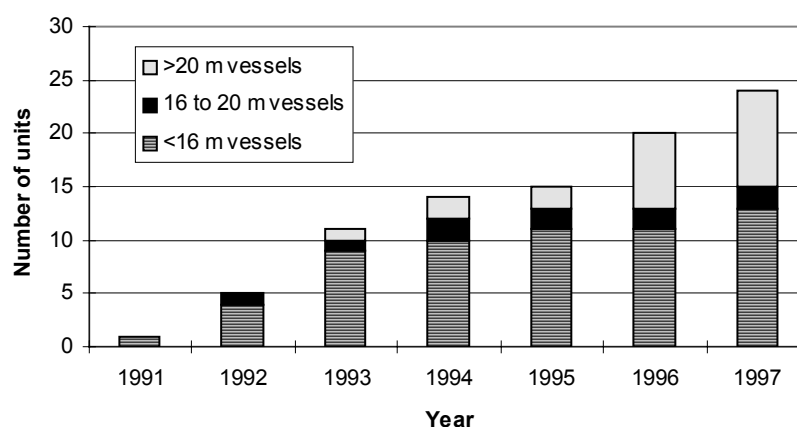 30
25
20
15
10
5
0
Number of units
>20 m vessels
16 to 20 m vessels
<16 m vessels
1991 1992 1993 1994 1995 1996 1997
Year